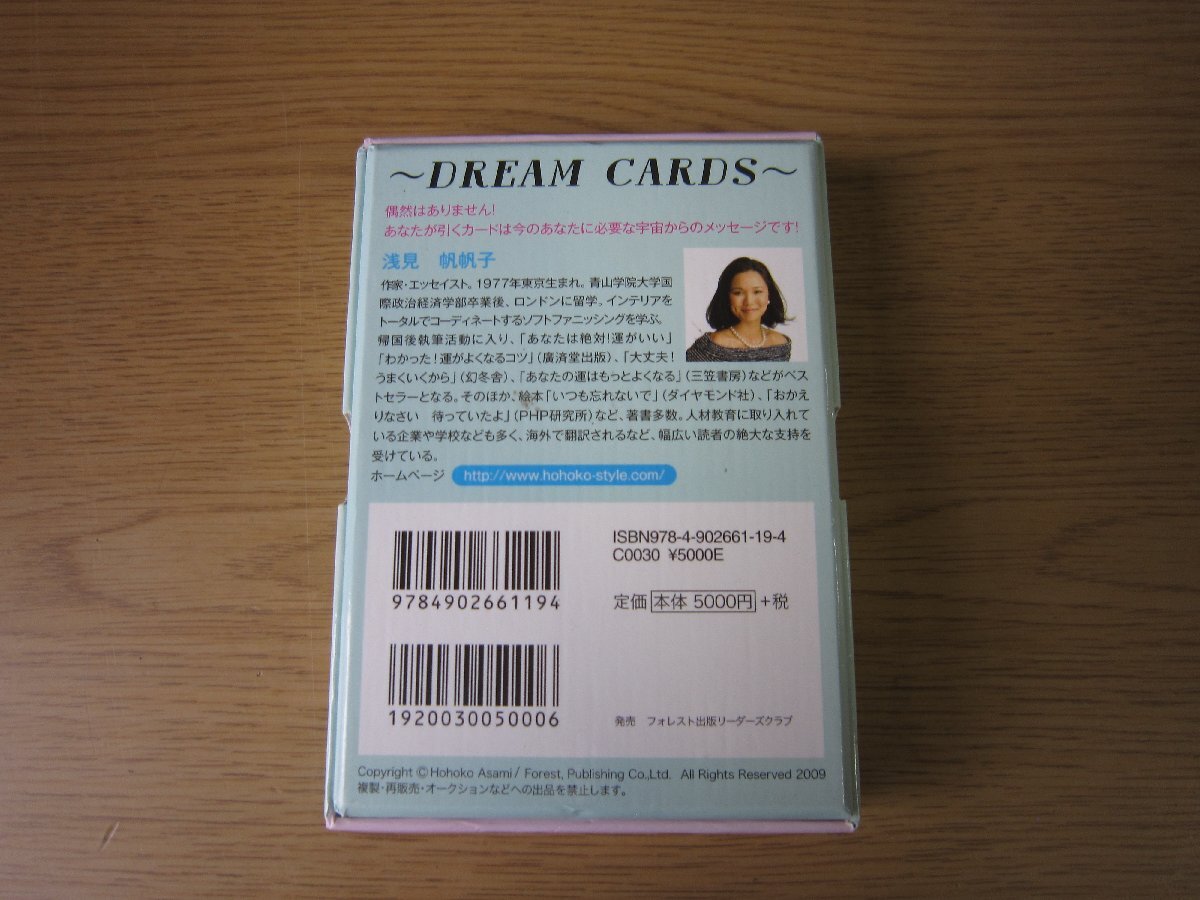 ～DREAM CARDS～
偶然はありません!
あなたが引くカードは今のあなたに必要な宇宙からのメッセージです!
浅見　帆帆子
作家・エッセイスト。1977年東京生まれ。青山学院大学国
際政治経済学部卒業後、ロンドンに留学。インテリアを
トータルでコーディネートするソフトファニッシングを学ぶ。
帰国後執筆活動に入り、「あなたは絶対!運がいい」
「わかった!運がよくなるコツ」(廣済堂出版)、「大丈夫!
うまくいくから」(幻冬舎)、「あなたの運はもっとよくなる」(三笠書房)などがベス
トセラーとなる。そのほか、絵本「いつも忘れないで」(ダイヤモンド社)、「おかえ
りなさい　待っていたよ」(PHP研究所)など、著書多数。人材教育に取り入れて
いる企業や学校なども多く、海外で翻訳されるなど、幅広い読者の絶大な支持を
受けている。
ホームページ http://www.hohoko-style.com/
ISBN978-4-902661-19-4
C0030 ¥5000E
9784902661194
定価 本体 5000円 +税
1920030050006
発売　フォレスト出版リーダーズクラブ
Copyright ©Hohoko Asami/ Forest, Publishing Co.,Ltd. All Rights Reserved 2009
複製・再販売・オークションなどへの出品を禁止します。